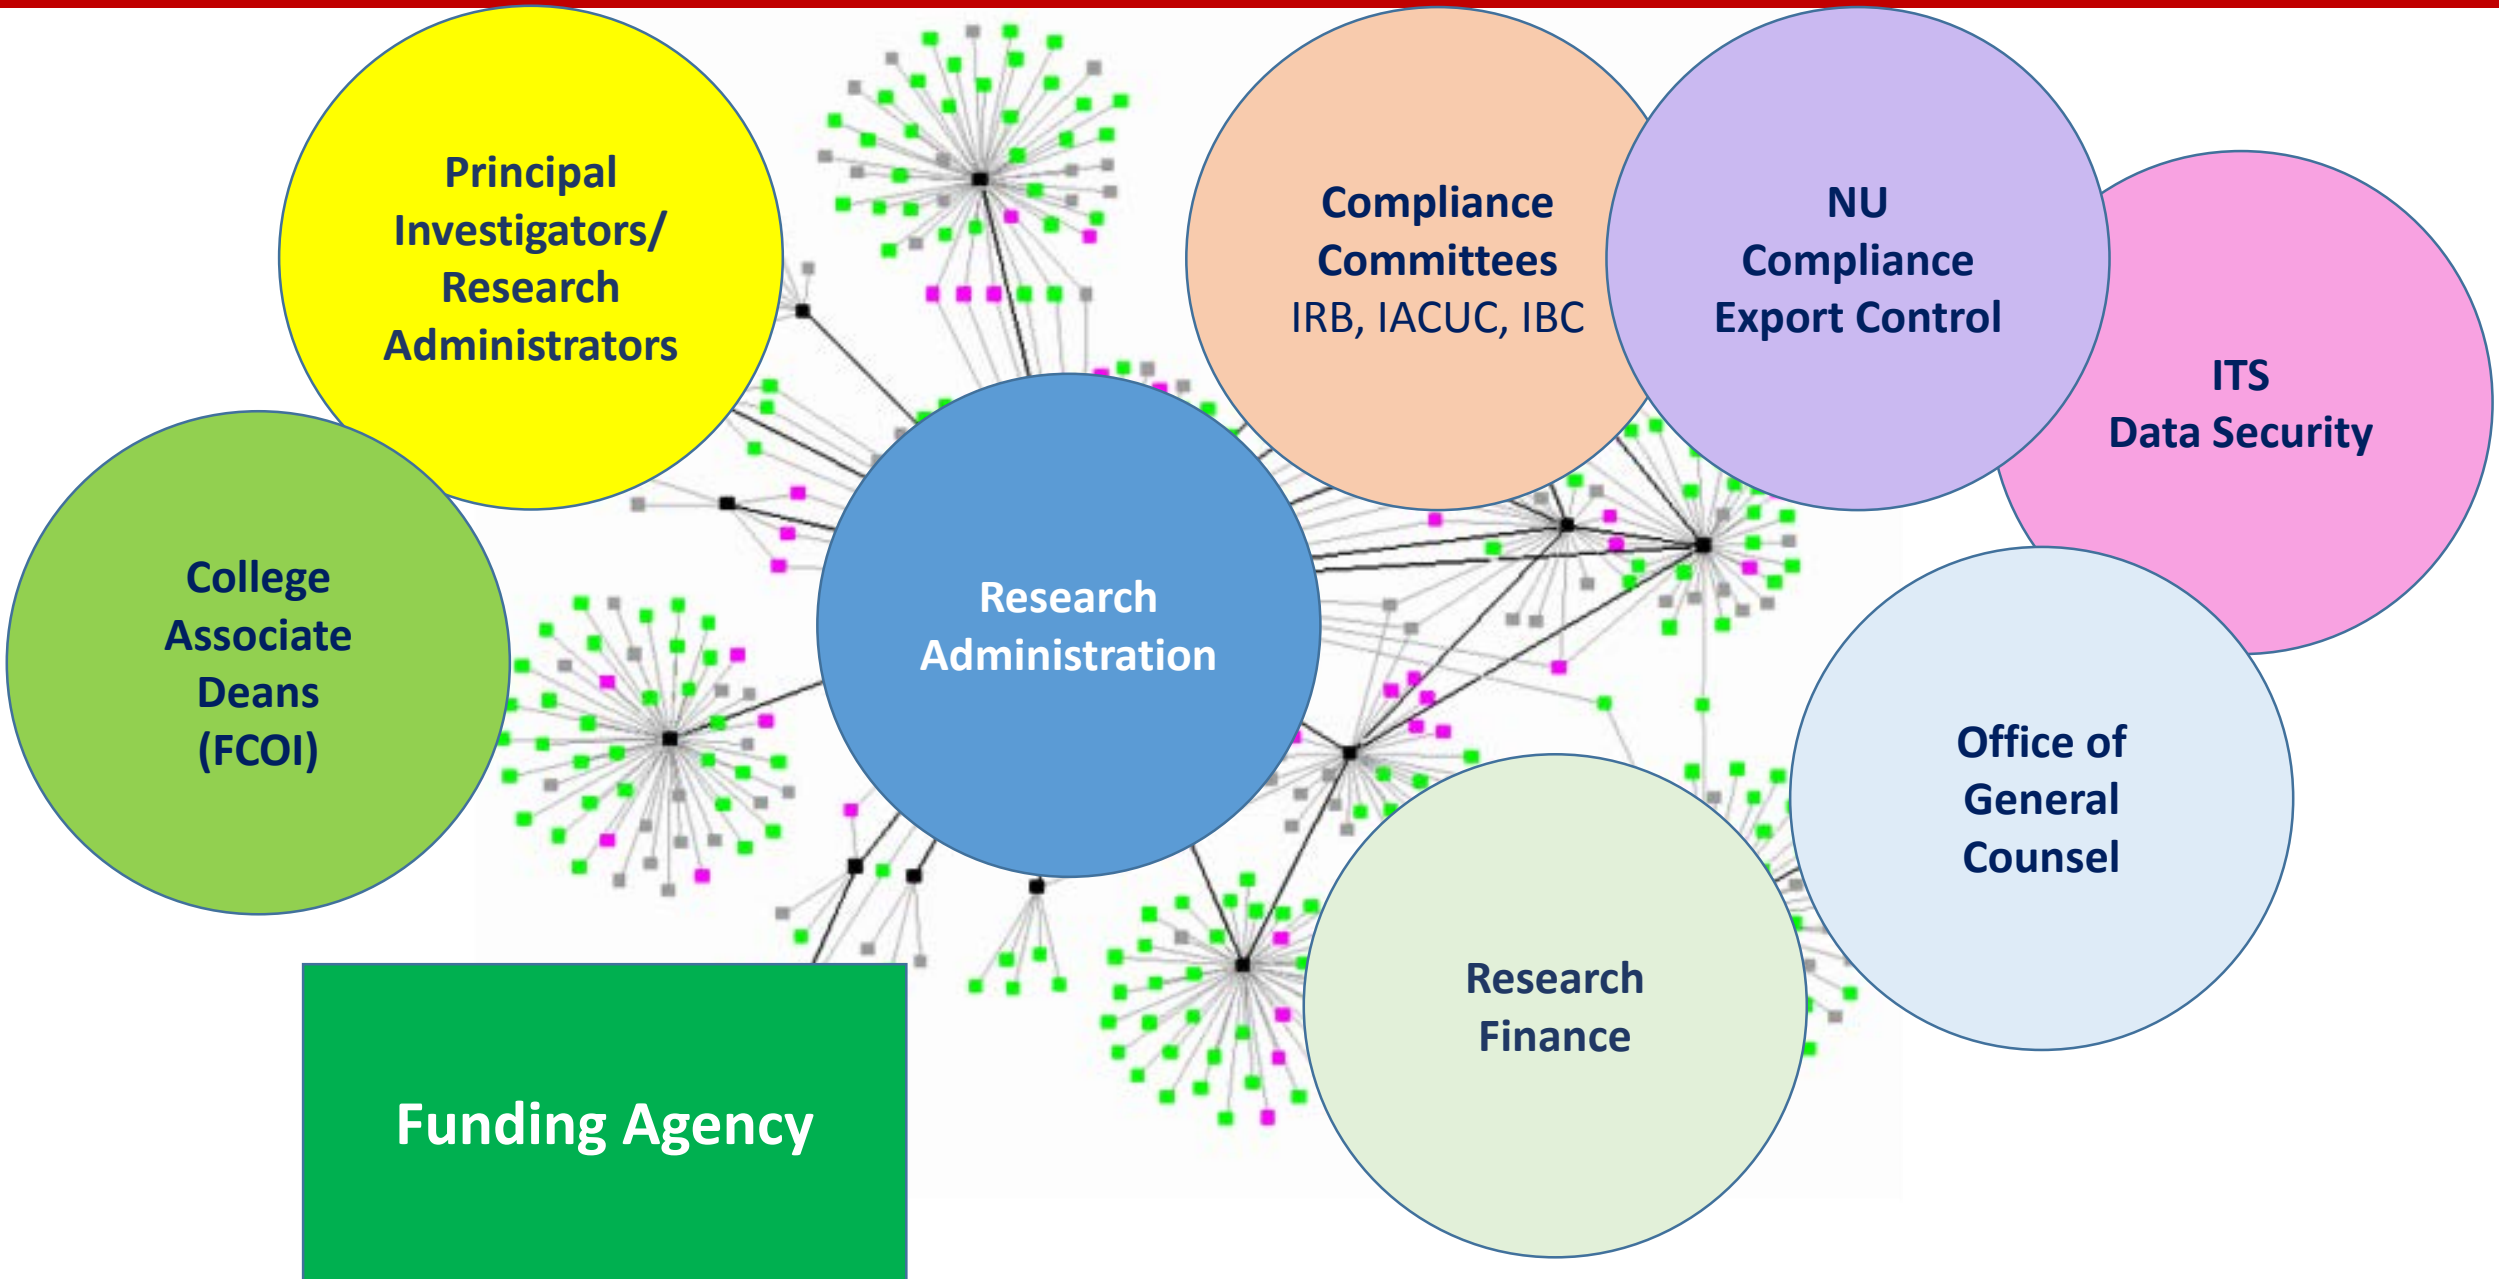 Principal
Investigators/
Research
Administrators
Compliance
Committees
IRB, IACUC, IBC
NU
Compliance
Export Control
ITS
Data Security
College
Associate
Deans
(FCOI)
Research
Administration
Office of
General
Counsel
Research
Finance
Funding Agency